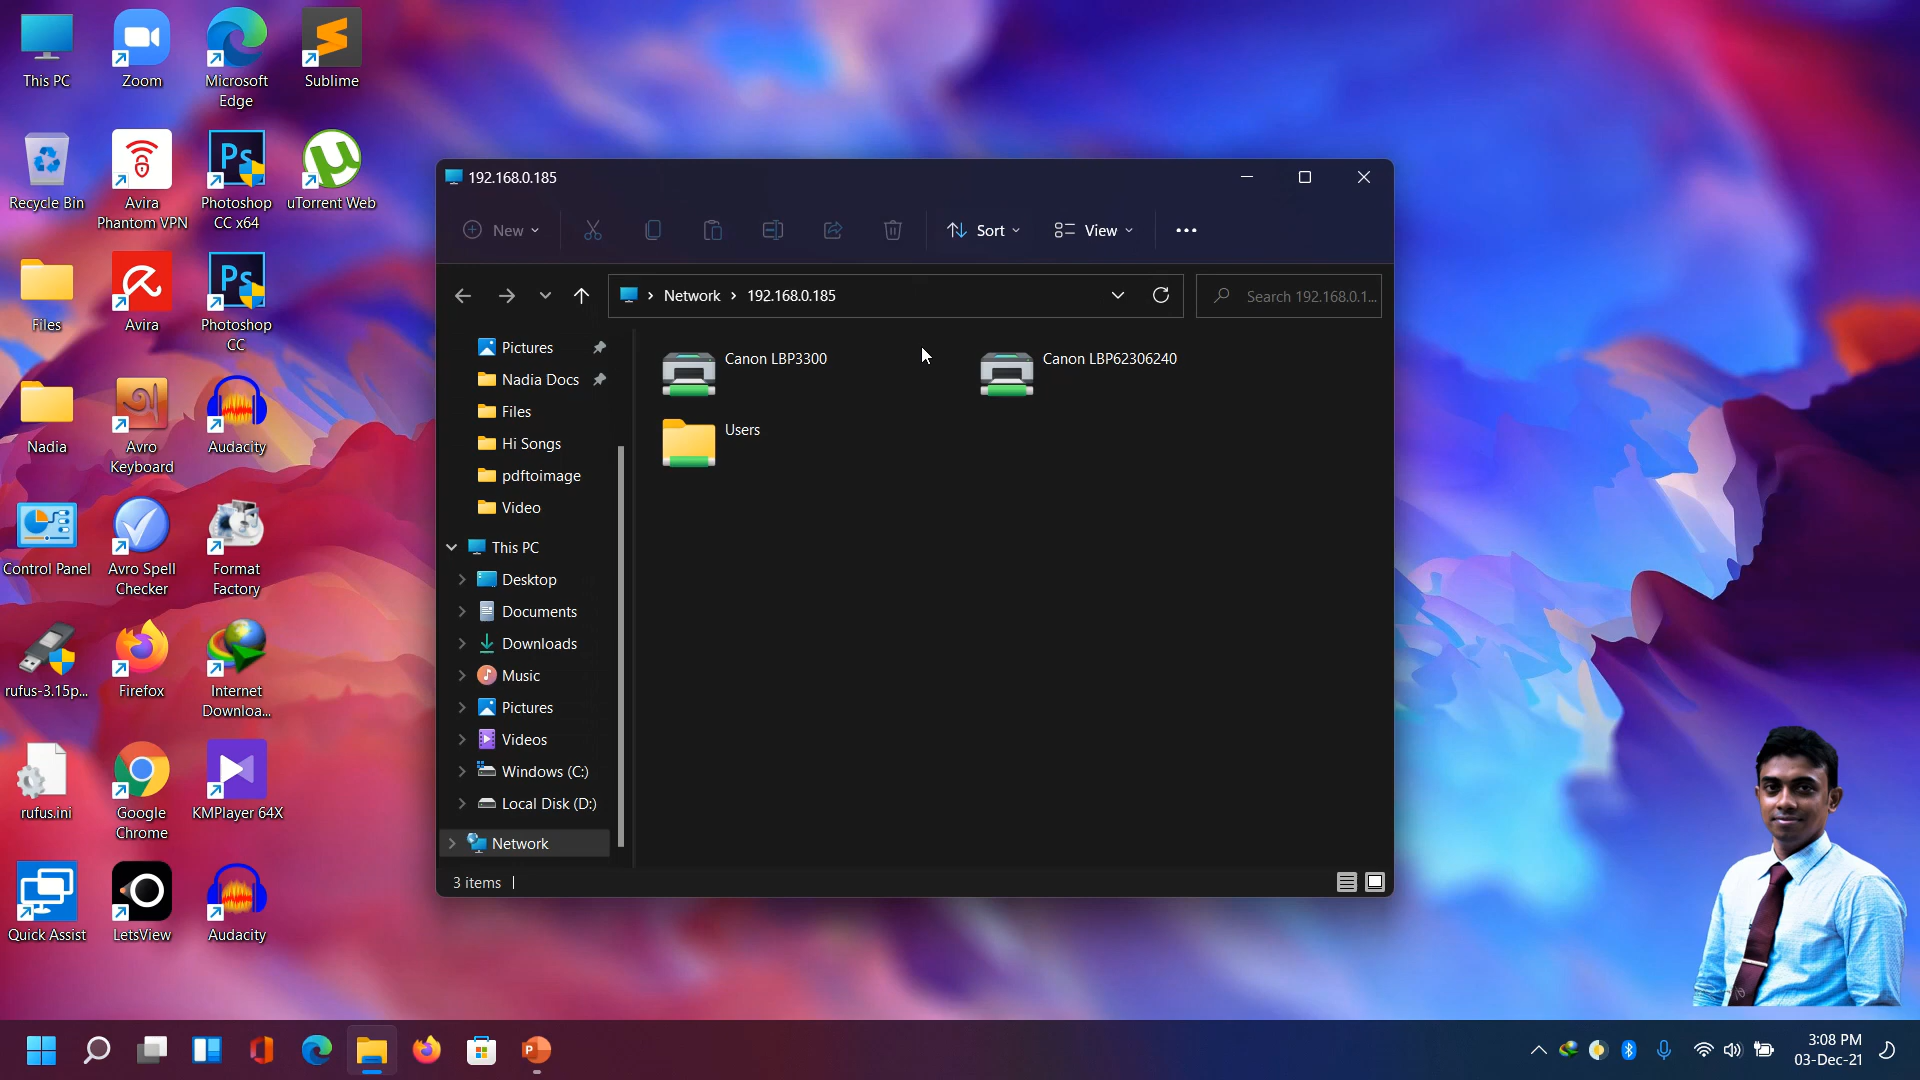 This PC
Zoom
Microsoft
Edge
Sublime
Recycle Bin
Avira
Phantom VPN
Photoshop
CC x64
uTorrent Web
Files
Avira
Photoshop
CC
Nadia
Avro
Keyboard
Audacity
Control Panel
Avro Spell
Checker
Format
Factory
rufus-3.15p...
Firefox
Internet
Downloa...
rufus.ini
Google
Chrome
KMPlayer 64X
Quick Assist
LetsView
Audacity
192.168.0.185
New
Sort
View
Network
192.168.0.185
Search 192.168.0.1...
Pictures
Nadia Docs
Files
Hi Songs
pdftoimage
Video
This PC
Desktop
Documents
Downloads
Music
Pictures
Videos
Windows (C:)
Local Disk (D:)
Network
Canon LBP3300
Canon LBP62306240
Users
3 items
3:08 PM
03-Dec-21